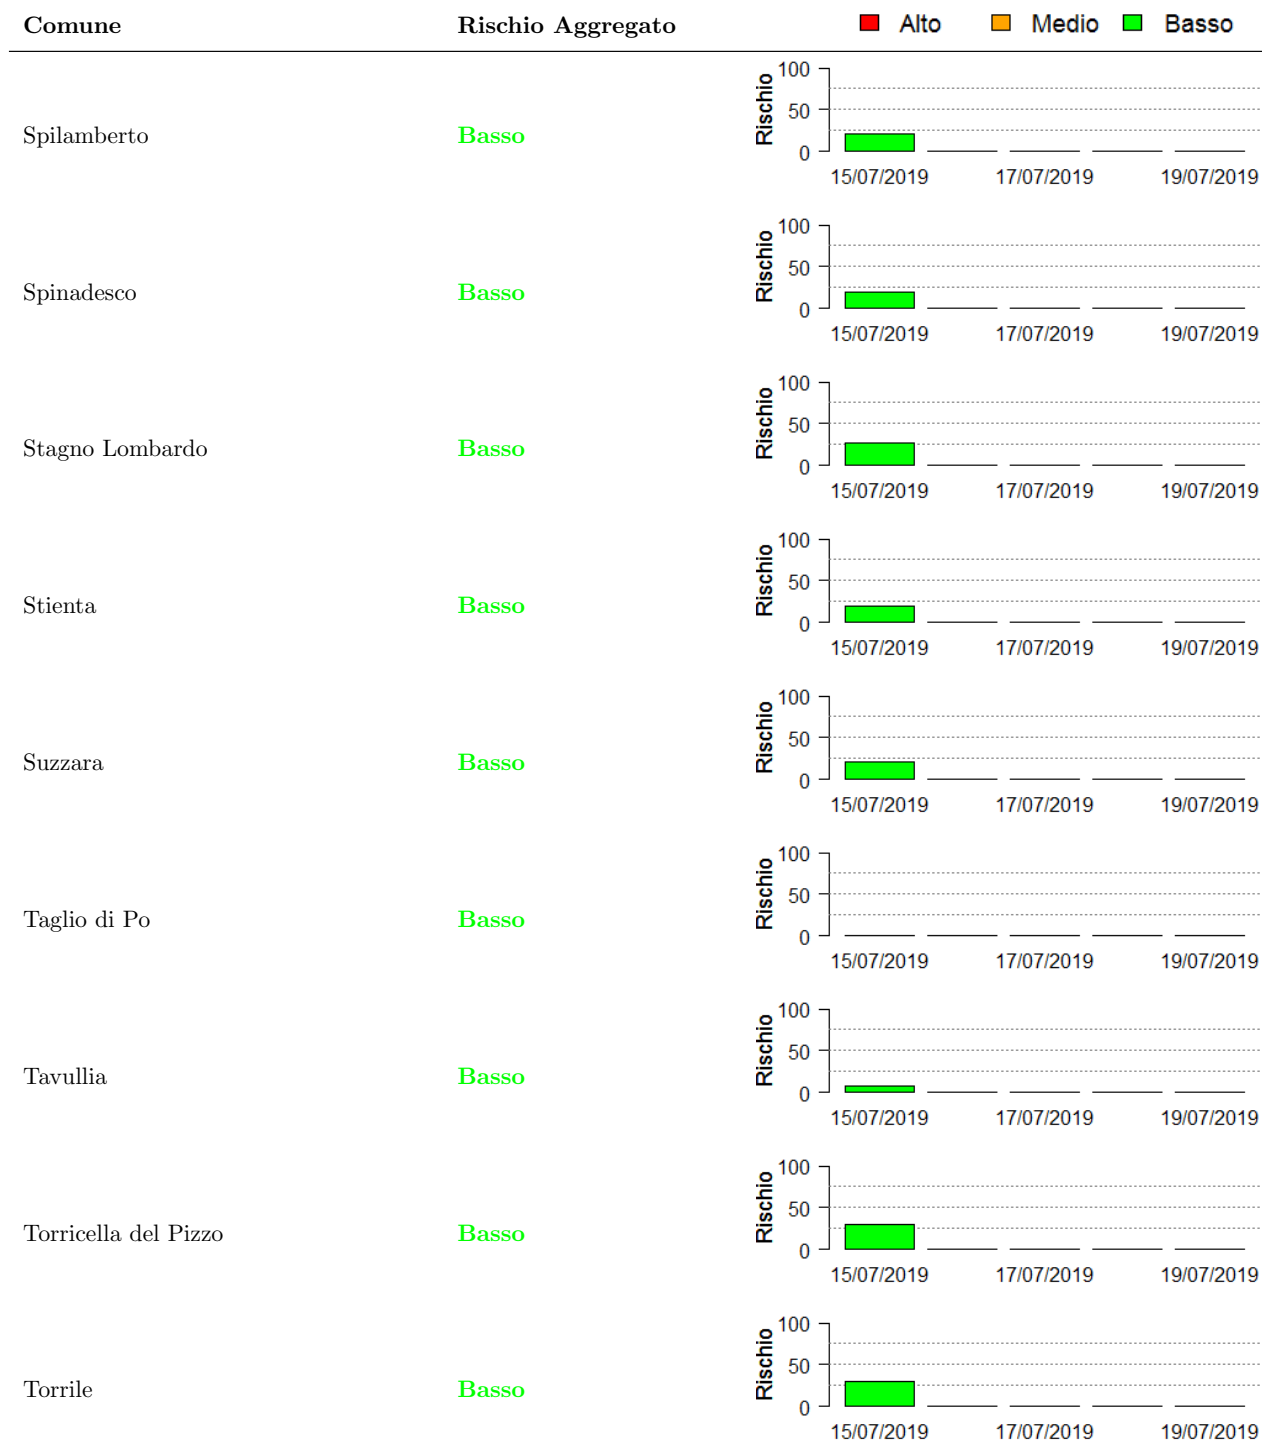 Comune Rischio Aggregato Alto Medio Basso
Spilamberto Basso
Rischio
100
50
0
15/07/2019 17/07/2019 19/07/2019
Spinadesco Basso
Rischio
100
50
0
15/07/2019 17/07/2019 19/07/2019
Stagno Lombardo Basso
Rischio
100
50
0
15/07/2019 17/07/2019 19/07/2019
Stienta Basso
Rischio
100
50
0
15/07/2019 17/07/2019 19/07/2019
Suzzara Basso
Rischio
100
50
0
15/07/2019 17/07/2019 19/07/2019
Taglio di Po Basso
Rischio
100
50
0
15/07/2019 17/07/2019 19/07/2019
Tavullia Basso
Rischio
100
50
0
15/07/2019 17/07/2019 19/07/2019
Torricella del Pizzo Basso
Rischio
100
50
0
15/07/2019 17/07/2019 19/07/2019
Torrile Basso
Rischio
100
50
0
15/07/2019 17/07/2019 19/07/2019